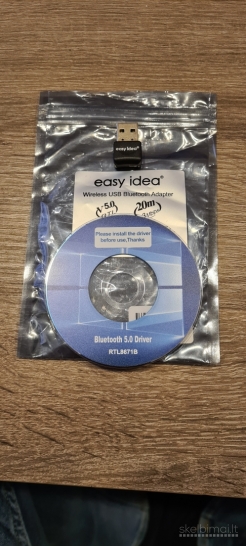 easy idea®
easy idea®
Wireless USB Bluetooth Adapter
5.0
20m
Please install the driver
before use,Thanks
Bluetooth 5.0 Driver
RTL8671B
skelbimai.lt